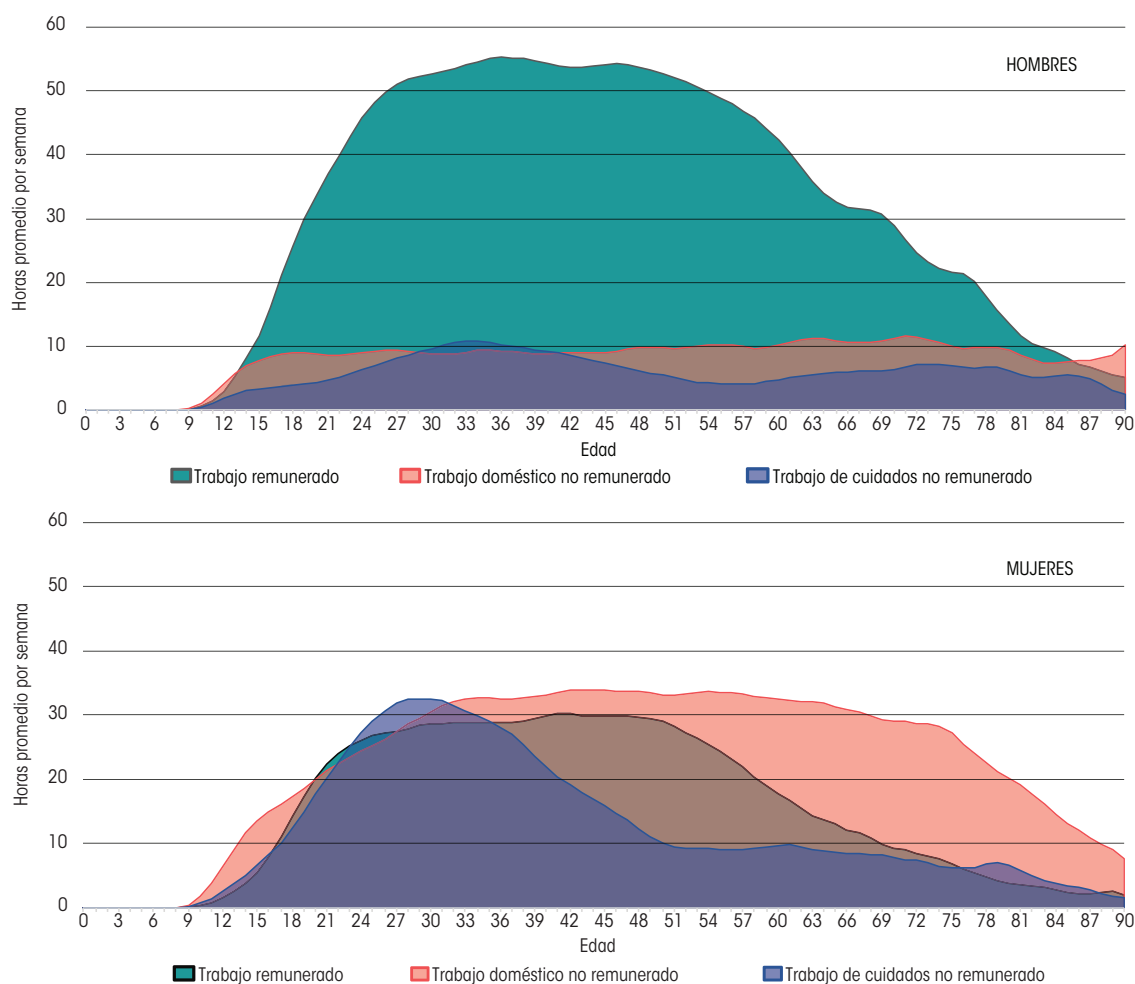 60
HOMBRES
50
40
30
20
10
0
Horas promedio por semana
0 3 6 9 12 15 18 21 24 27 30 33 36 39 42 45 48 51 54 57 60 63 66 69 72 75 78 81 84 87 90
Edad
Trabajo remunerado Trabajo doméstico no remunerado Trabajo de cuidados no remunerado
60
MUJERES
50
40
30
20
10
0
Horas promedio por semana
0 3 6 9 12 15 18 21 24 27 30 33 36 39 42 45 48 51 54 57 60 63 66 69 72 75 78 81 84 87 90
Edad
Trabajo remunerado Trabajo doméstico no remunerado Trabajo de cuidados no remunerado